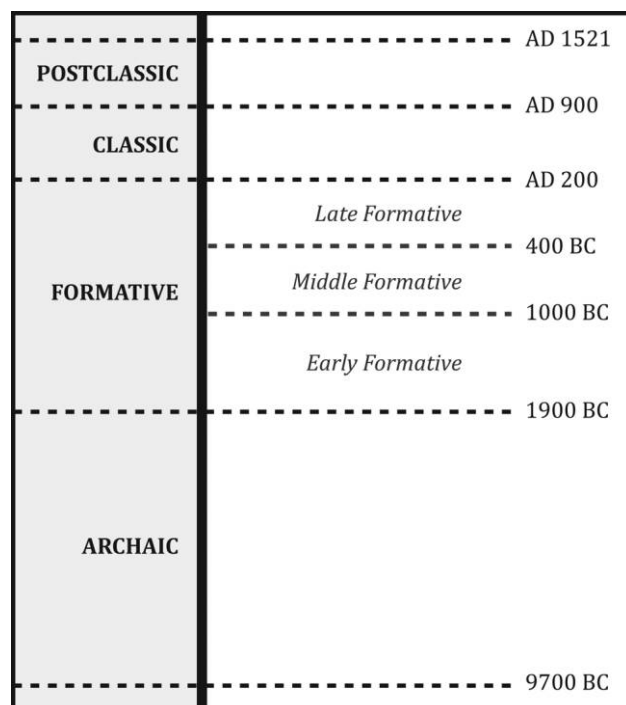 AD 1521
POSTCLASSIC
AD 900
CLASSIC
AD 200
Late Formative
400 BC
Middle Formative
FORMATIVE
1000 BC
Early Formative
1900 BC
ARCHAIC
9700 BC